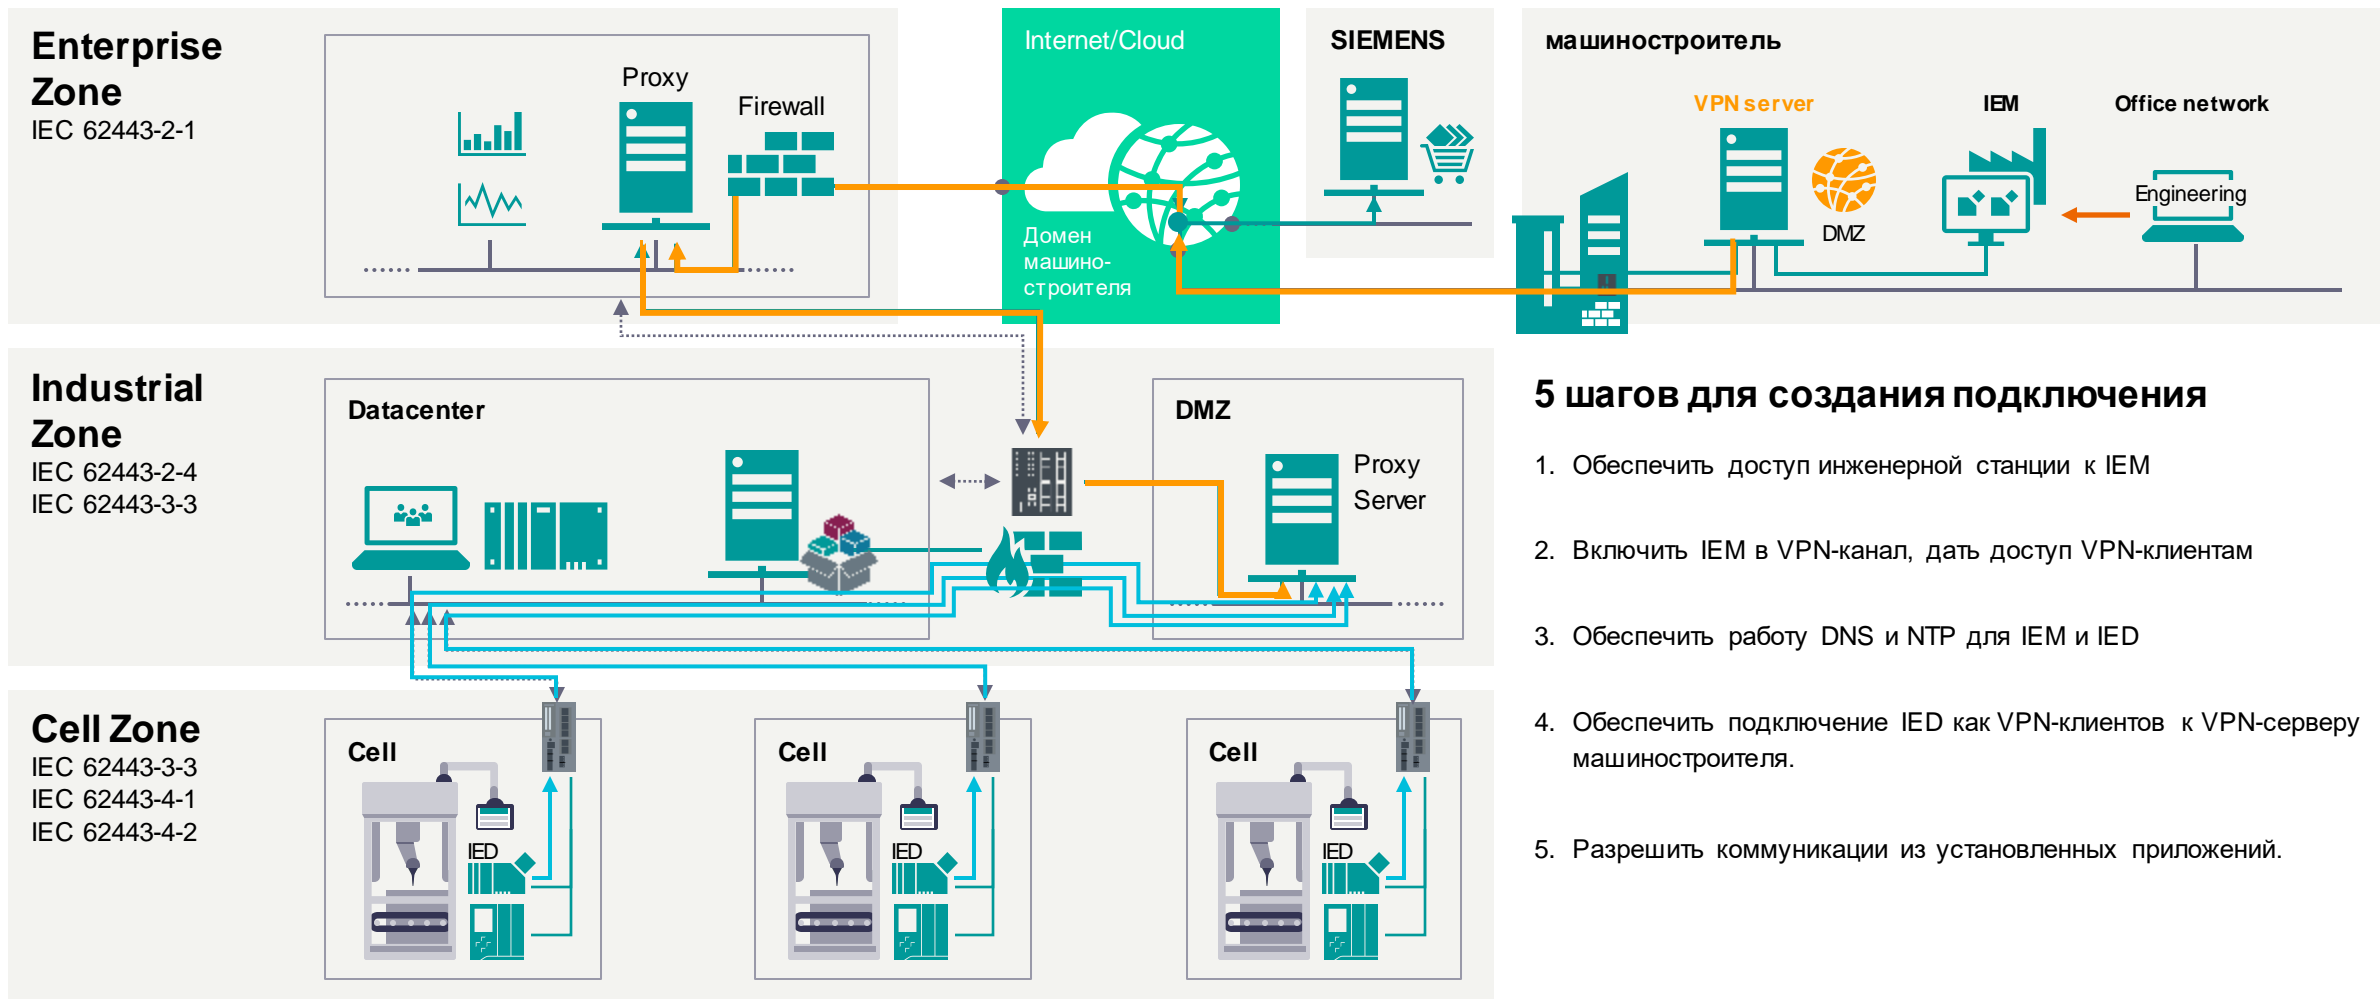 Enterprise
Zone
IEC 62443-2-1
Proxy
Firewall
Internet/Cloud
Домен
машино-
строителя
SIEMENS
машиностроитель
VPN server
IEM
Office network
DMZ
Engineering
Industrial
Zone
IEC 62443-2-4
IEC 62443-3-3
Datacenter
DMZ
Proxy
Server
Cell Zone
IEC 62443-3-3
IEC 62443-4-1
IEC 62443-4-2
Cell
IED
Cell
IED
Cell
IED
5 шагов для создания подключения
1. Обеспечить доступ инженерной станции к IEM
2. Включить IEM в VPN-канал, дать доступ VPN-клиентам
3. Обеспечить работу DNS и NTP для IEM и IED
4. Обеспечить подключение IED как VPN-клиентов к VPN-серверу
машиностроителя.
5. Разрешить коммуникации из установленных приложений.